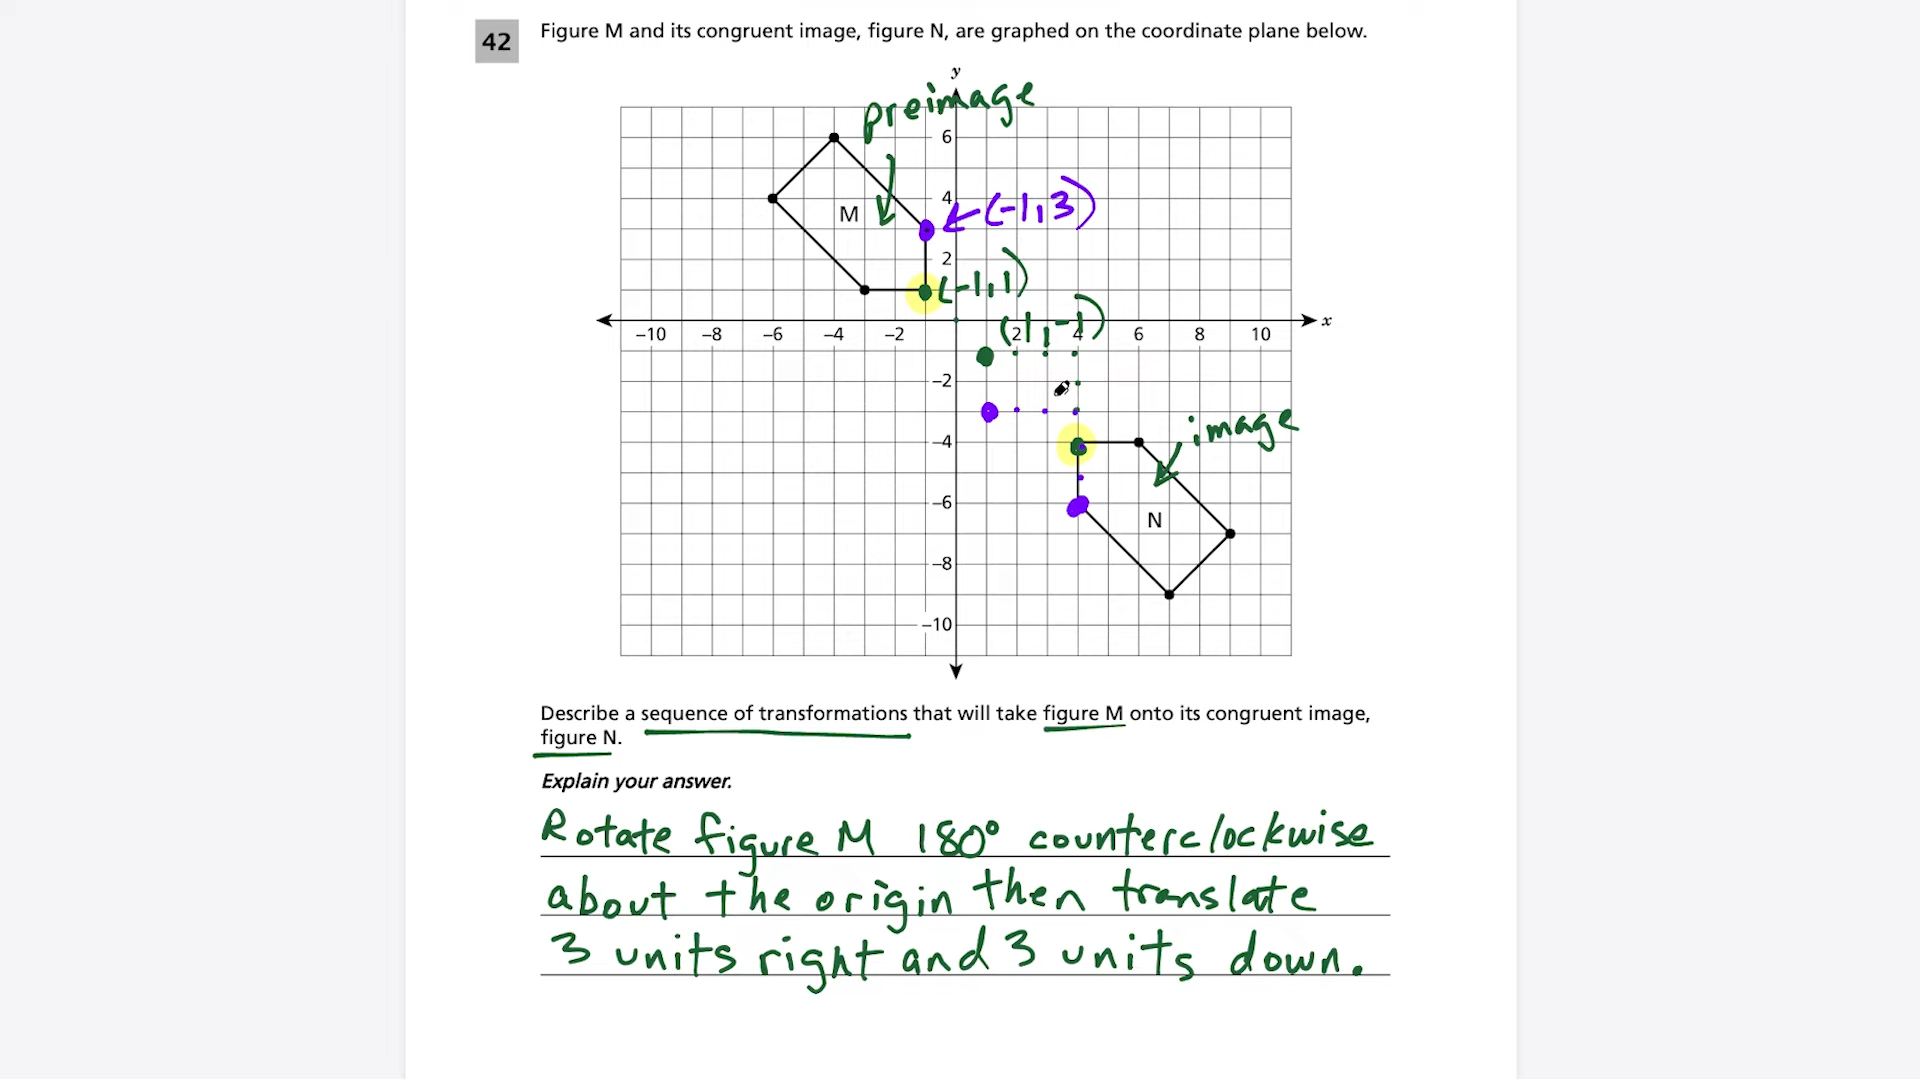 42
Figure M and its congruent image, figure N, are graphed on the coordinate plane below.
y
preimage
6
4
M
(-1,3)
2
(-1,1)
(1,-1)
x
–10 –8 –6 –4 –2 2 4 6 8 10
–2
image
–4
–6
N
–8
–10
Describe a sequence of transformations that will take figure M onto its congruent image,
figure N.
Explain your answer.
Rotate figure M 180° counterclockwise
about the origin then translate
3 units right and 3 units down.